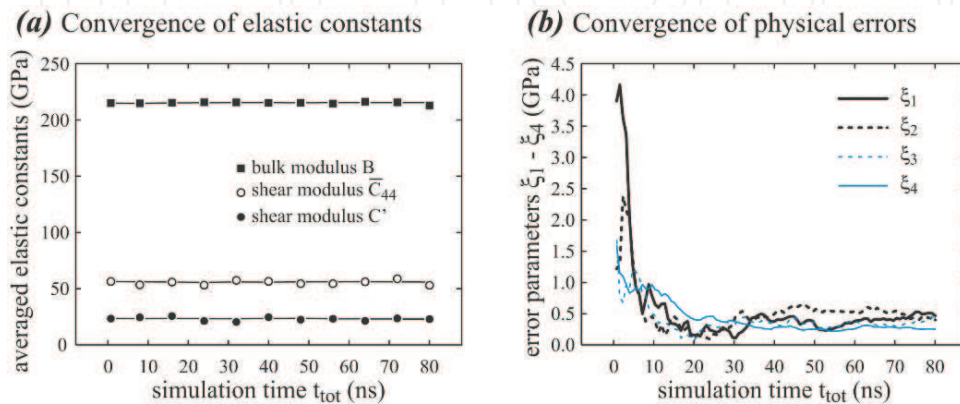 (a) Convergence of elastic constants
averaged elastic constants (GPa)
250
200
150
100
50
0
bulk modulus B
shear modulus C̅44
shear modulus C'
0 10 20 30 40 50 60 70 80
simulation time ttot (ns)
(b) Convergence of physical errors
error parameters ξ1 - ξ4 (GPa)
4.5
4.0
3.5
3.0
2.5
2.0
1.5
1.0
0.5
0.0
ξ1
ξ2
ξ3
ξ4
0 10 20 30 40 50 60 70 80
simulation time ttot (ns)